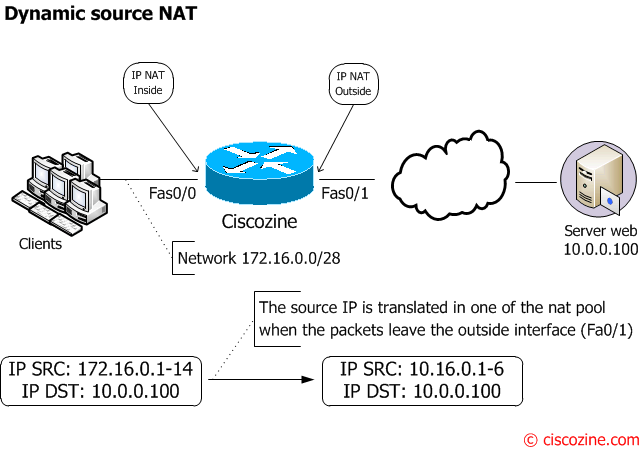 Dynamic source NAT
IP NAT
Inside
IP NAT
Outside
Fas0/0
Fas0/1
Ciscozine
Clients
Server web
10.0.0.100
Network 172.16.0.0/28
The source IP is translated in one of the nat pool
when the packets leave the outside interface (Fa0/1)
IP SRC: 172.16.0.1-14
IP DST: 10.0.0.100
IP SRC: 10.16.0.1-6
IP DST: 10.0.0.100
© ciscozine.com